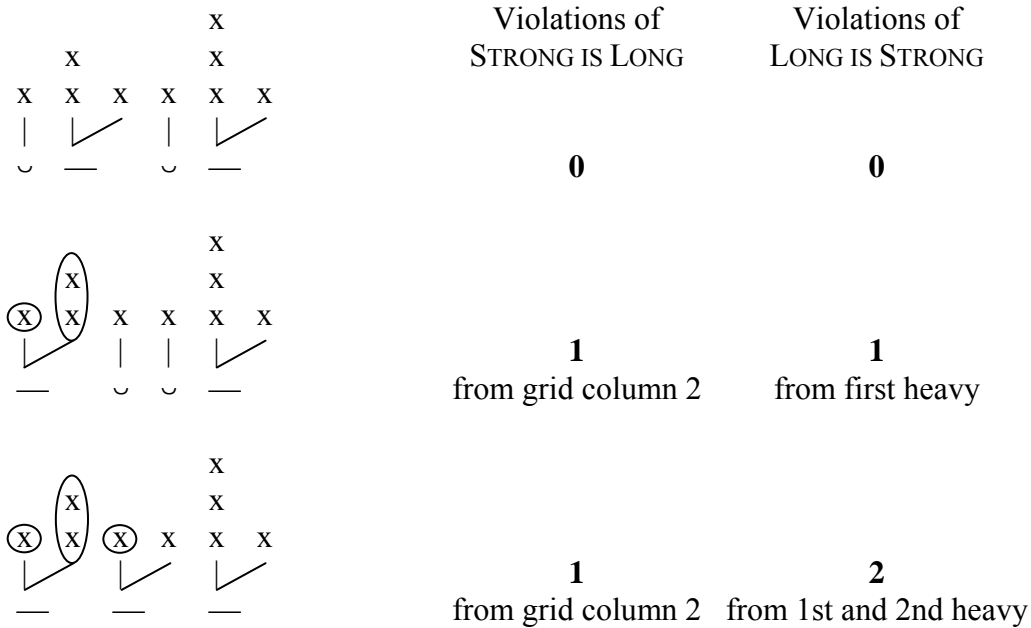 Violations of Violations of
STRONG IS LONG LONG IS STRONG
x
x x
x x x x x x
˘ — ˘ —
0 0
x
x x
x x x x x x
— ˘ ˘ —
1 1
from grid column 2 from first heavy
x
x x
x x x x x x
— — —
1 2
from grid column 2 from 1st and 2nd heavy